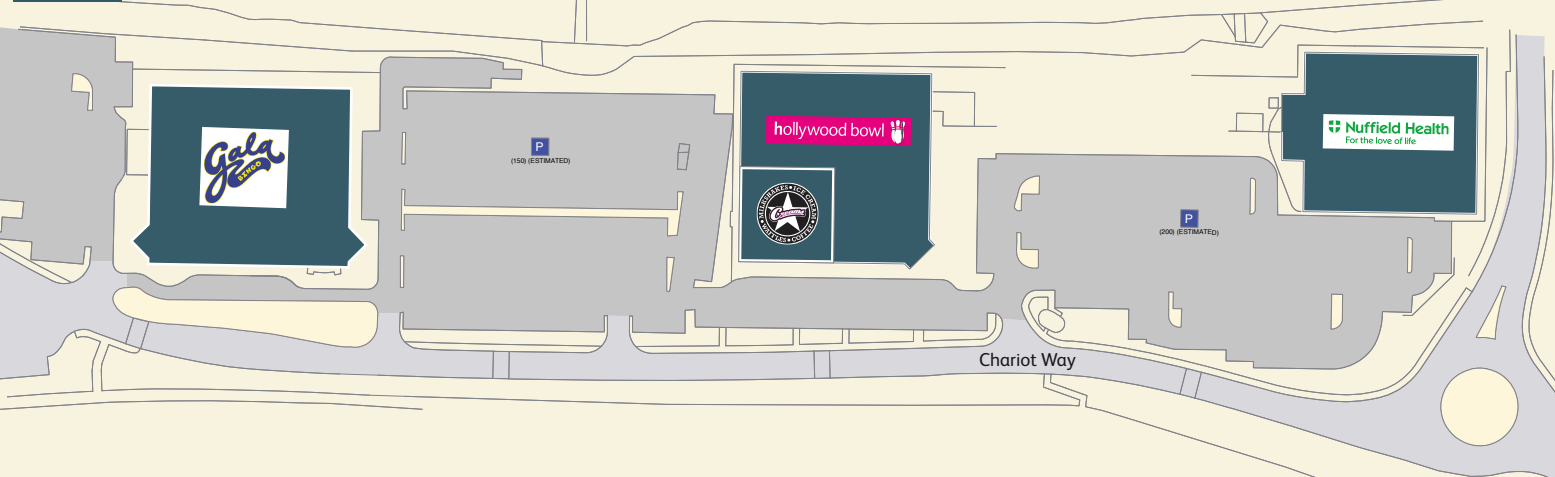 Gala
BINGO
P
(150) (ESTIMATED)
hollywood bowl
MILKSHAKES • ICE CREAM
Creams
WAFFLES • COFFEE
P
(200) (ESTIMATED)
Nuffield Health
For the love of life
Chariot Way